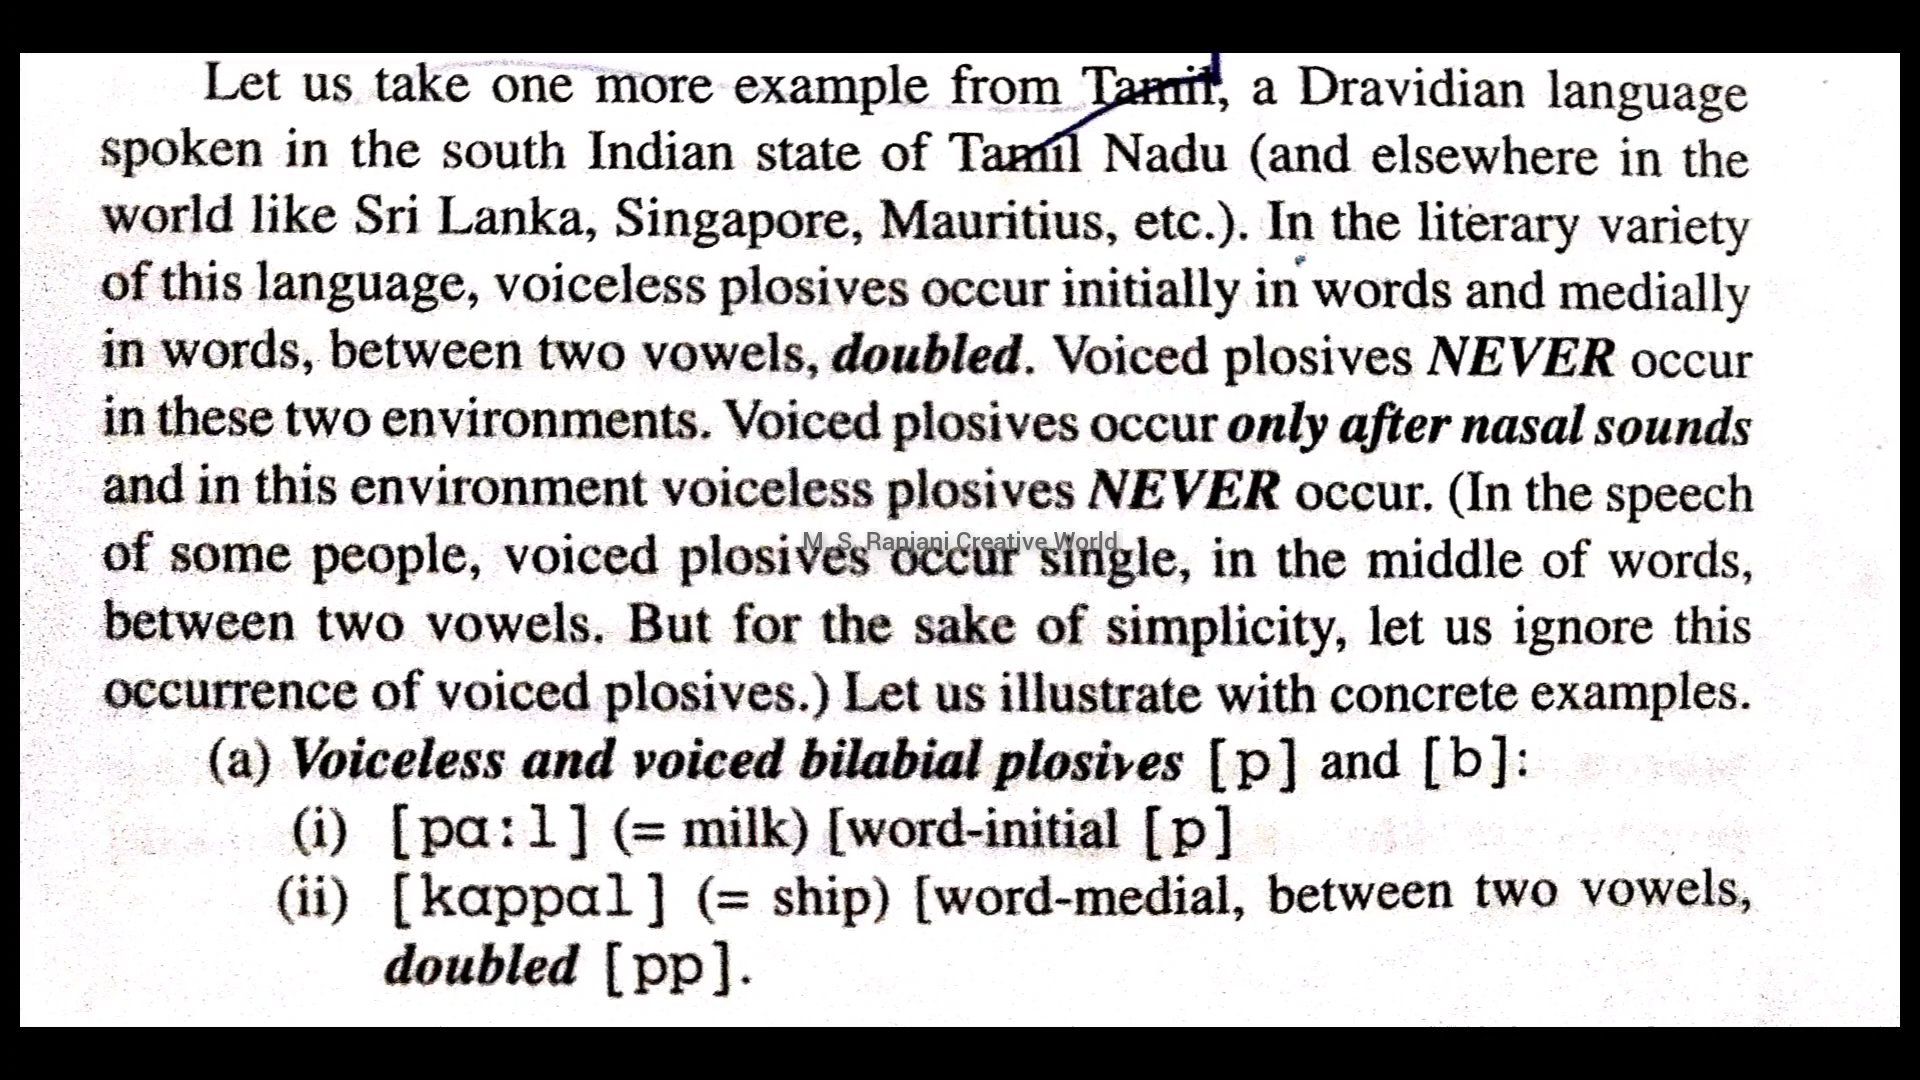 Let us take one more example from Tamil, a Dravidian language
spoken in the south Indian state of Tamil Nadu (and elsewhere in the
world like Sri Lanka, Singapore, Mauritius, etc.). In the literary variety
of this language, voiceless plosives occur initially in words and medially
in words, between two vowels, doubled. Voiced plosives NEVER occur
in these two environments. Voiced plosives occur only after nasal sounds
and in this environment voiceless plosives NEVER occur. (In the speech
M. S. Ranjani Creative World
of some people, voiced plosives occur single, in the middle of words,
between two vowels. But for the sake of simplicity, let us ignore this
occurrence of voiced plosives.) Let us illustrate with concrete examples.
(a) Voiceless and voiced bilabial plosives [p] and [b]:
(i) [pɑ:l] (= milk) [word-initial [p]
(ii) [kɑppɑl] (= ship) [word-medial, between two vowels,
doubled [pp].